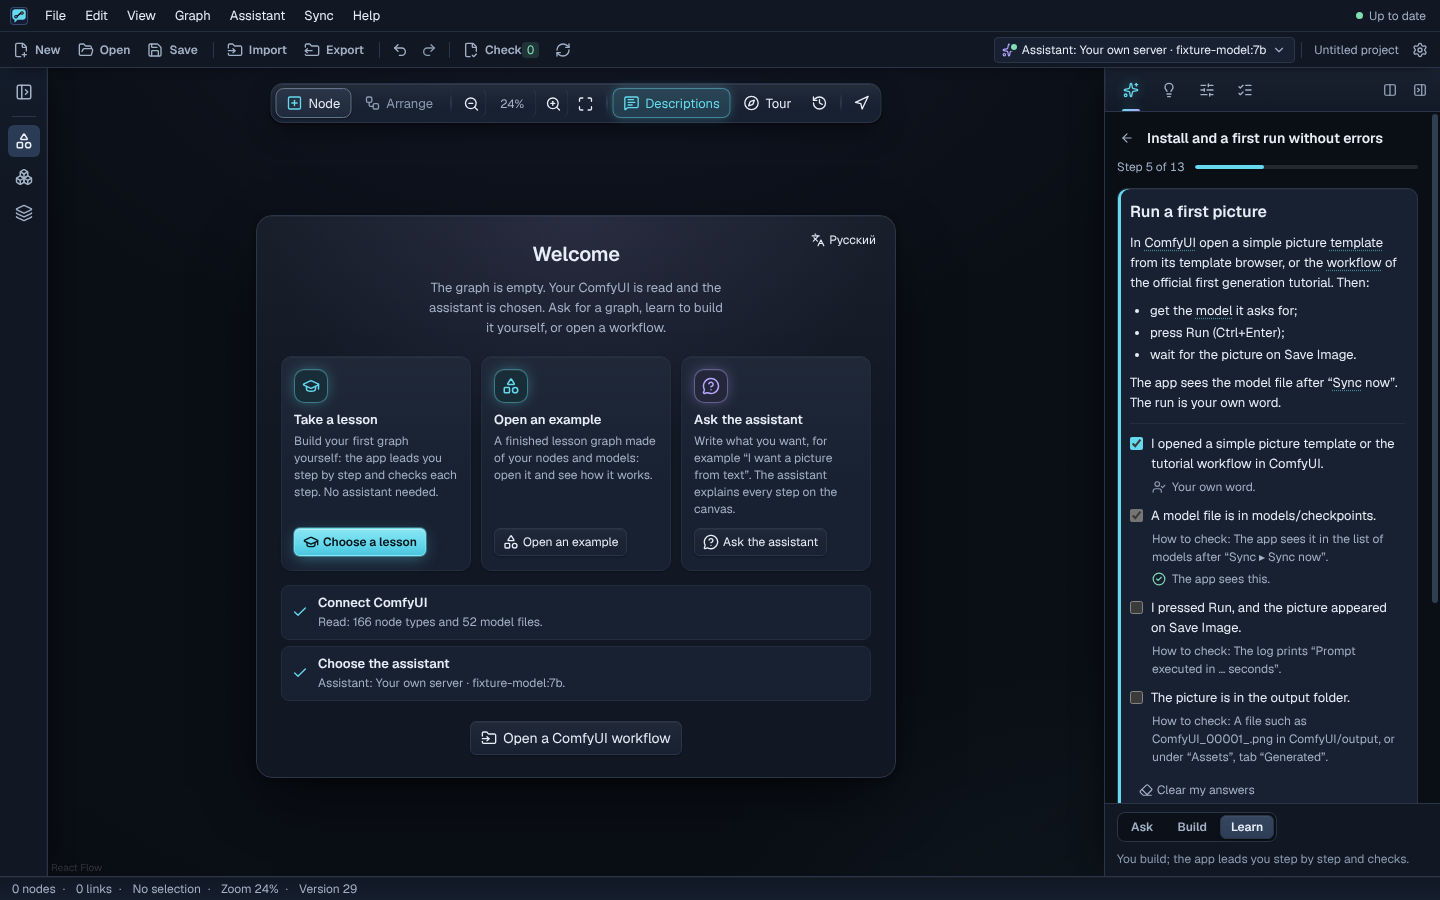 File Edit View Graph Assistant Sync Help
Up to date
New Open Save Import Export Check 0
Assistant: Your own server · fixture-model:7b
Untitled project
Node Arrange 24% Descriptions Tour
Русский
Welcome
The graph is empty. Your ComfyUI is read and the
assistant is chosen. Ask for a graph, learn to build
it yourself, or open a workflow.
Take a lesson
Build your first graph
yourself: the app leads you
step by step and checks each
step. No assistant needed.
Choose a lesson
Open an example
A finished lesson graph made
of your nodes and models:
open it and see how it works.
Open an example
Ask the assistant
Write what you want, for
example “I want a picture
from text”. The assistant
explains every step on the
canvas.
Ask the assistant
Connect ComfyUI
Read: 166 node types and 52 model files.
Choose the assistant
Assistant: Your own server · fixture-model:7b.
Open a ComfyUI workflow
React Flow
Install and a first run without errors
Step 5 of 13
Run a first picture
In ComfyUI open a simple picture template
from its template browser, or the workflow of
the official first generation tutorial. Then:
• get the model it asks for;
• press Run (Ctrl+Enter);
• wait for the picture on Save Image.
The app sees the model file after “Sync now”.
The run is your own word.
I opened a simple picture template or the
tutorial workflow in ComfyUI.
Your own word.
A model file is in models/checkpoints.
How to check: The app sees it in the list of
models after “Sync ▸ Sync now”.
The app sees this.
I pressed Run, and the picture appeared
on Save Image.
How to check: The log prints “Prompt
executed in … seconds”.
The picture is in the output folder.
How to check: A file such as
ComfyUI_00001_.png in ComfyUI/output, or
under “Assets”, tab “Generated”.
Clear my answers
Ask Build Learn
You build; the app leads you step by step and checks.
0 nodes · 0 links · No selection · Zoom 24% · Version 29